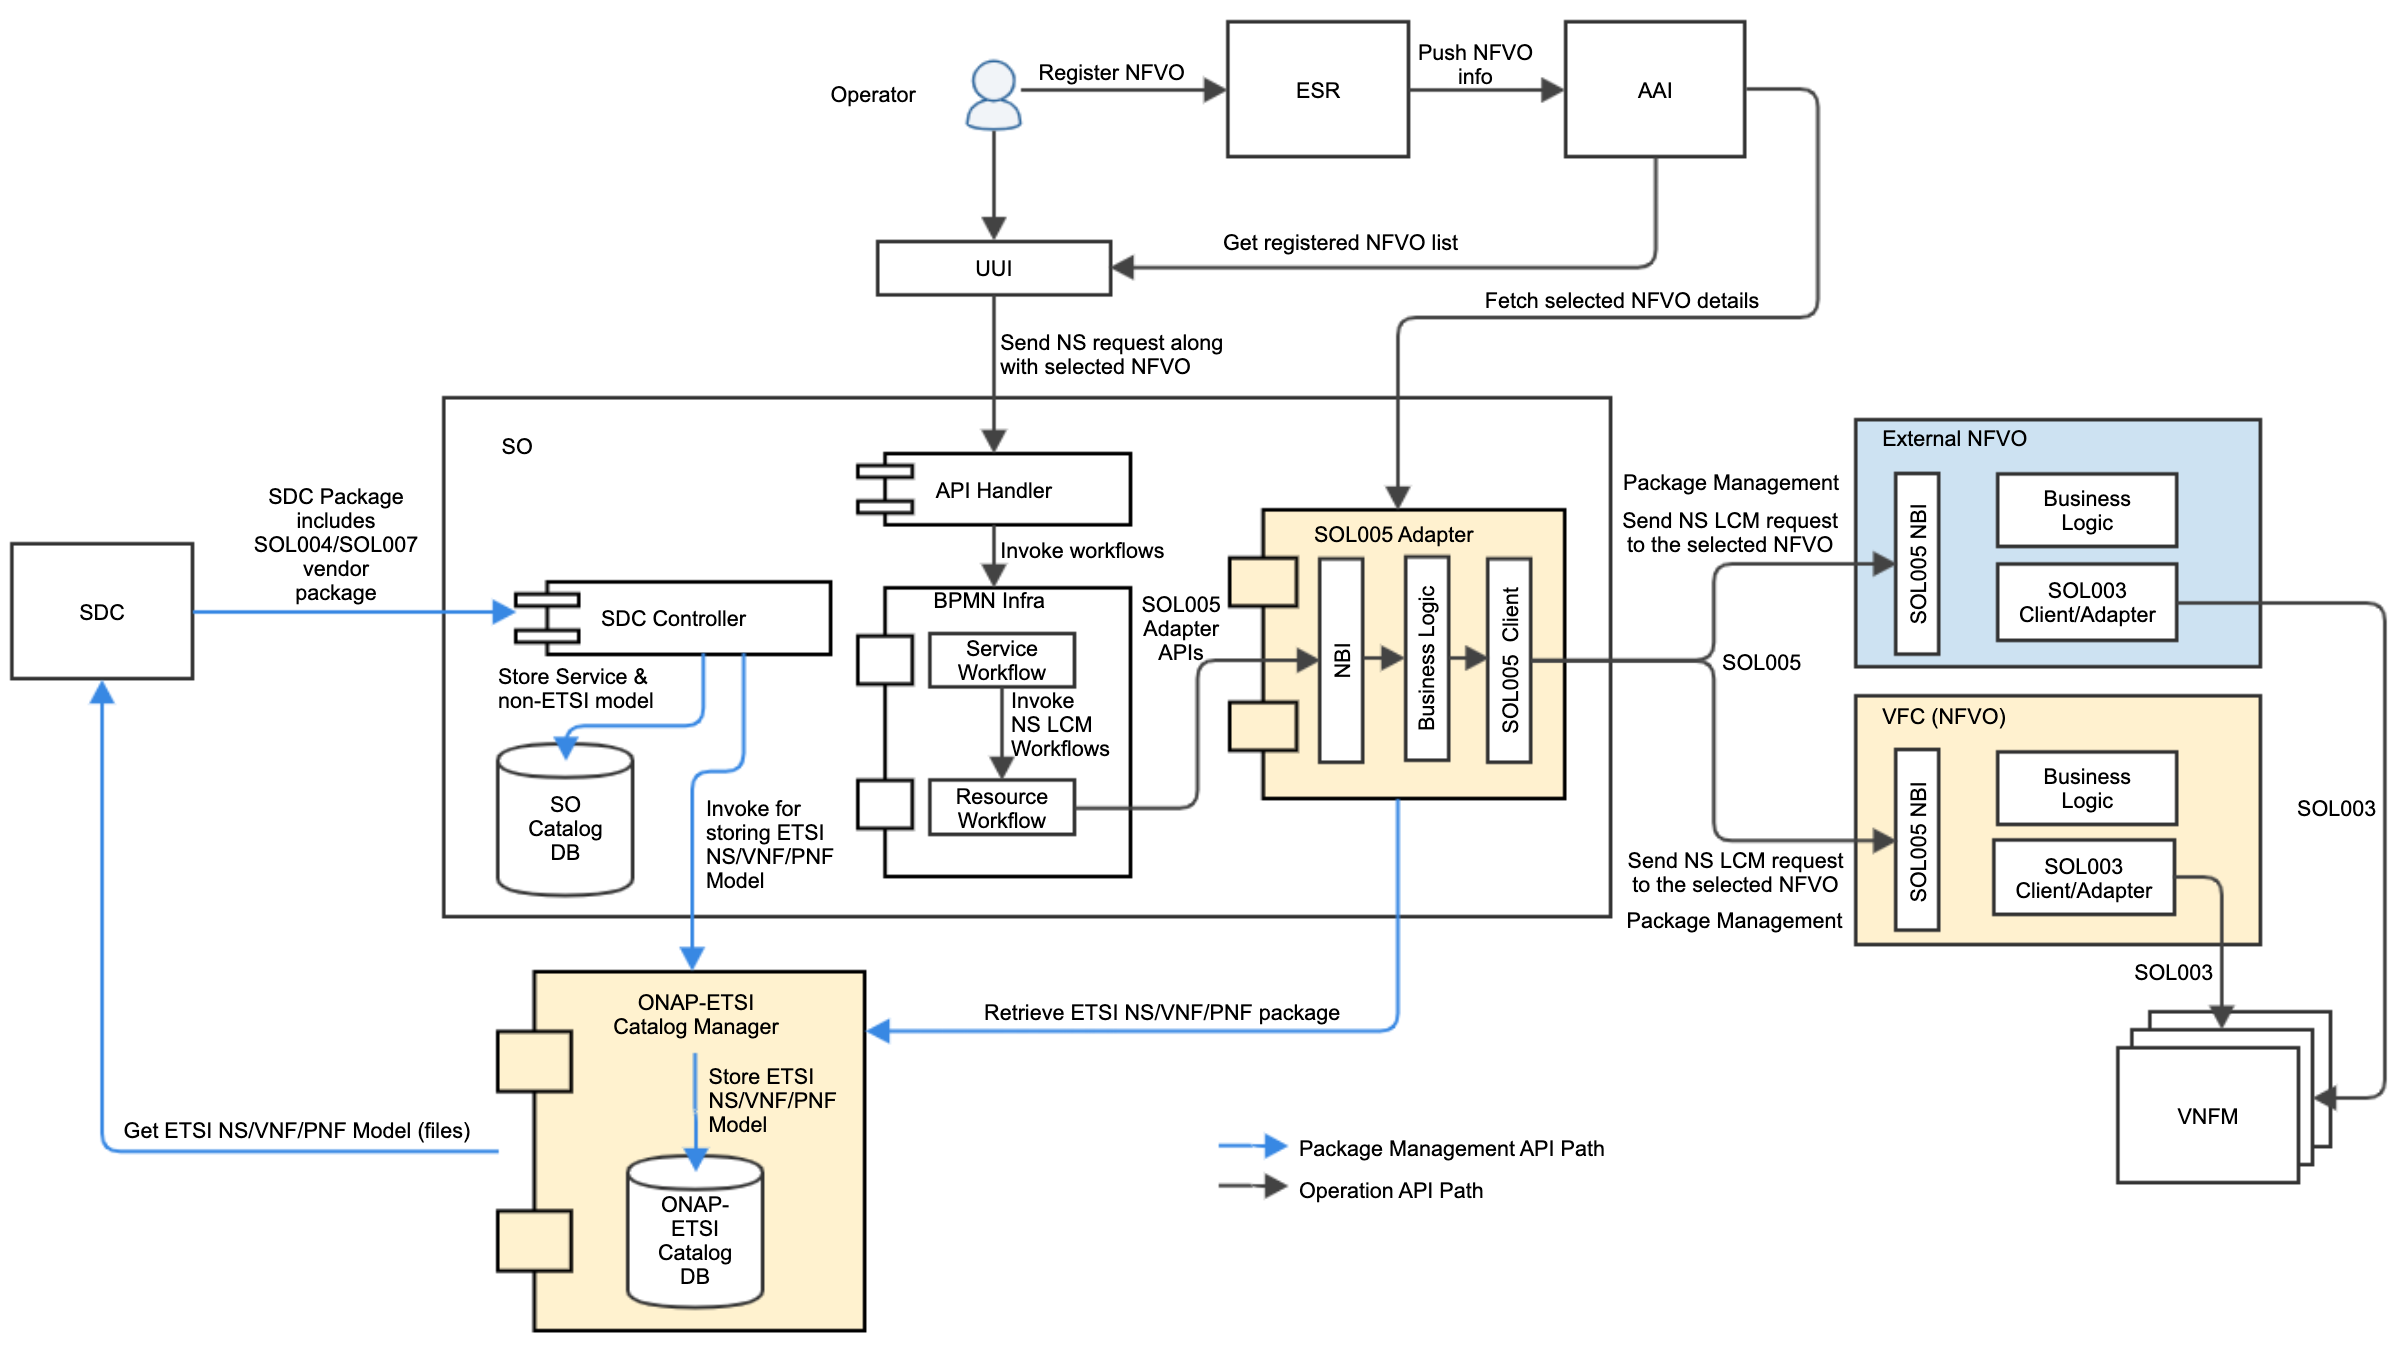 Operator
Register NFVO
ESR
Push NFVO
info
AAI
UUI
Get registered NFVO list
Fetch selected NFVO details
Send NS request along
with selected NFVO
SO
API Handler
Invoke workflows
SDC
SDC Package
includes
SOL004/SOL007
vendor
package
SDC Controller
Store Service &
non-ETSI model
SO
Catalog
DB
Invoke for
storing ETSI
NS/VNF/PNF
Model
BPMN Infra
Service
Workflow
Invoke
NS LCM
Workflows
Resource
Workflow
SOL005
Adapter
APIs
SOL005 Adapter
NBI
Business Logic
SOL005 Client
Package Management
Send NS LCM request
to the selected NFVO
SOL005
Send NS LCM request
to the selected NFVO
Package Management
External NFVO
SOL005 NBI
Business
Logic
SOL003
Client/Adapter
VFC (NFVO)
SOL005 NBI
Business
Logic
SOL003
Client/Adapter
SOL003
SOL003
VNFM
ONAP-ETSI
Catalog Manager
Store ETSI
NS/VNF/PNF
Model
ONAP-
ETSI
Catalog
DB
Retrieve ETSI NS/VNF/PNF package
Get ETSI NS/VNF/PNF Model (files)
Package Management API Path
Operation API Path